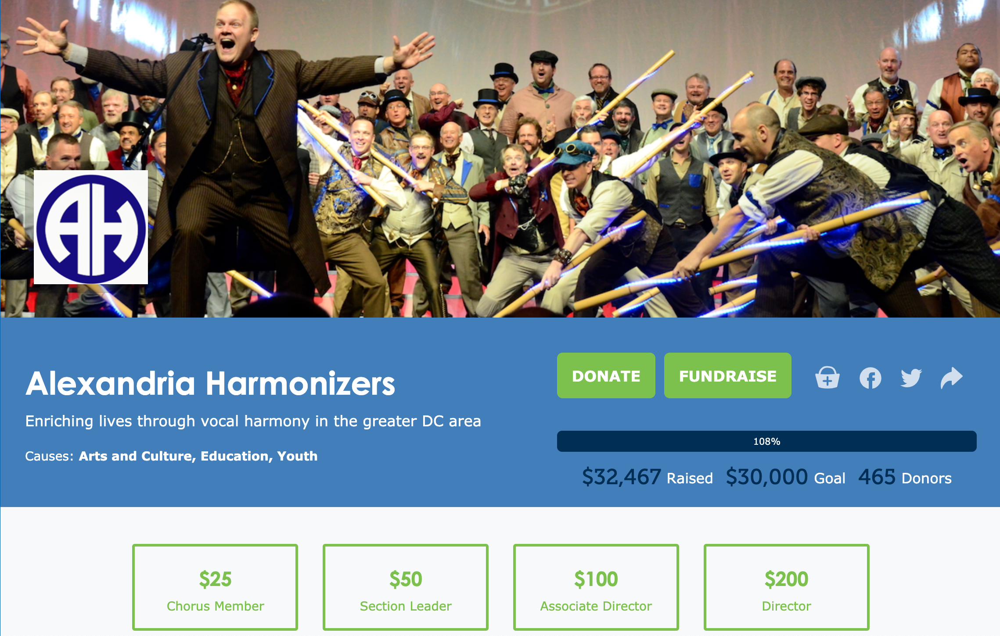 AH
Alexandria Harmonizers
Enriching lives through vocal harmony in the greater DC area
Causes: Arts and Culture, Education, Youth
DONATE
FUNDRAISE
108%
$32,467 Raised $30,000 Goal 465 Donors
$25
Chorus Member
$50
Section Leader
$100
Associate Director
$200
Director